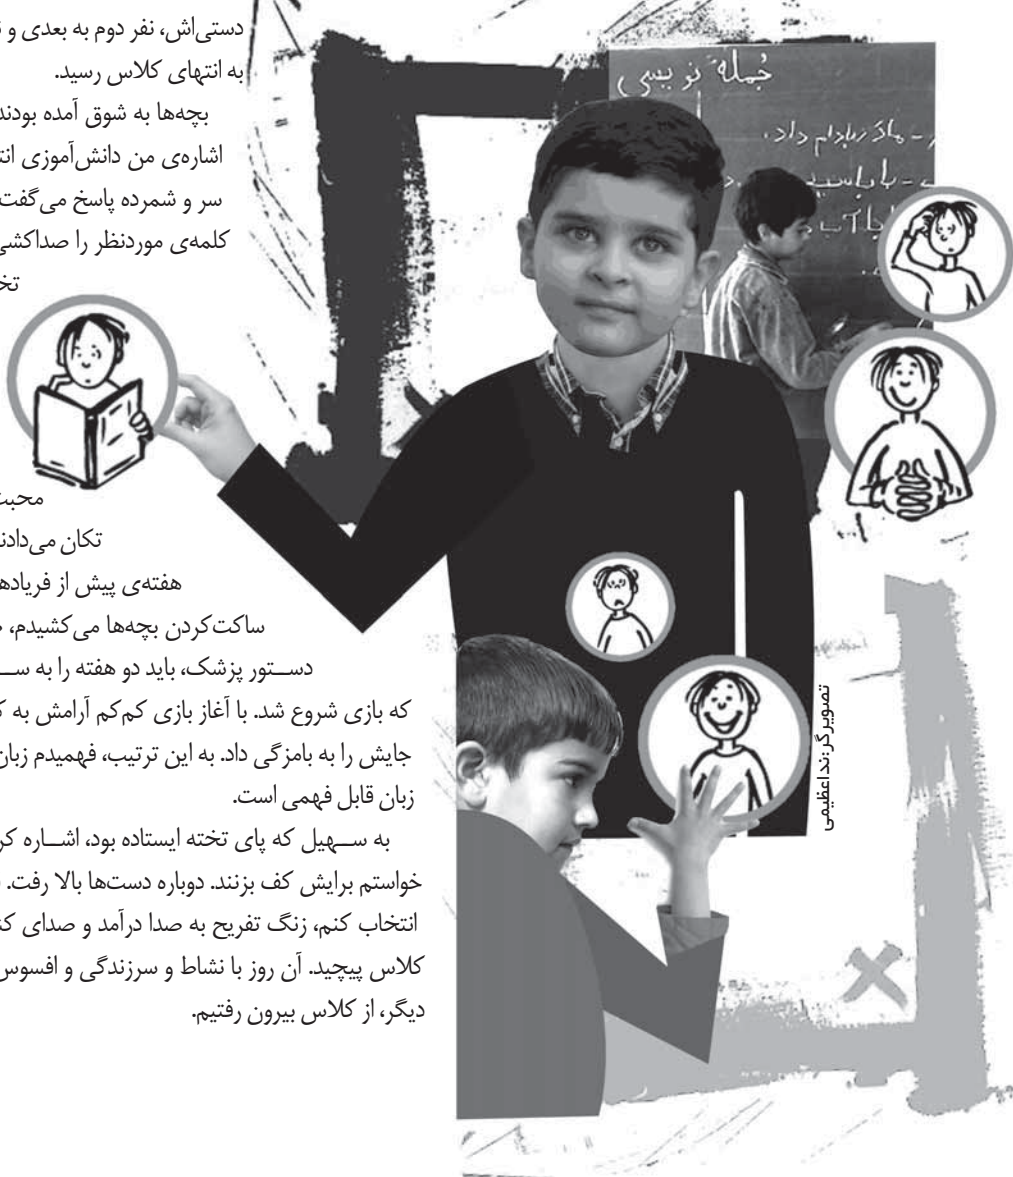 دستی‌اش، نفر دوم به بعدی و
به انتهای کلاس رسید.
بچه‌ها به شوق آمده بودند
اشاره‌ی من دانش‌آموزی
سر و شمرده پاسخ می‌گفت
کلمه‌ی موردنظر را
تکان می‌دادند
هفته‌ی پیش از
ساکت‌کردن بچه‌ها می‌کشیدم،
دستور پزشک، باید دو هفته را به
که بازی شروع شد. با آغاز بازی کم‌کم آرامش به
جایش را به بامزگی داد. به این ترتیب، فهمیدم زبان
زبان قابل فهمی است.
به سهیل که پای تخته ایستاده بود، اشاره
خواستم برایش کف بزنند. دوباره دست‌ها بالا رفت.
انتخاب کنم، زنگ تفریح به صدا درآمد و صدای
کلاس پیچید. آن روز با نشاط و سرزندگی و افسوس
دیگر، از کلاس بیرون رفتیم.
جمله نویسی
داد.
تصویرگر: ندا عظیمی